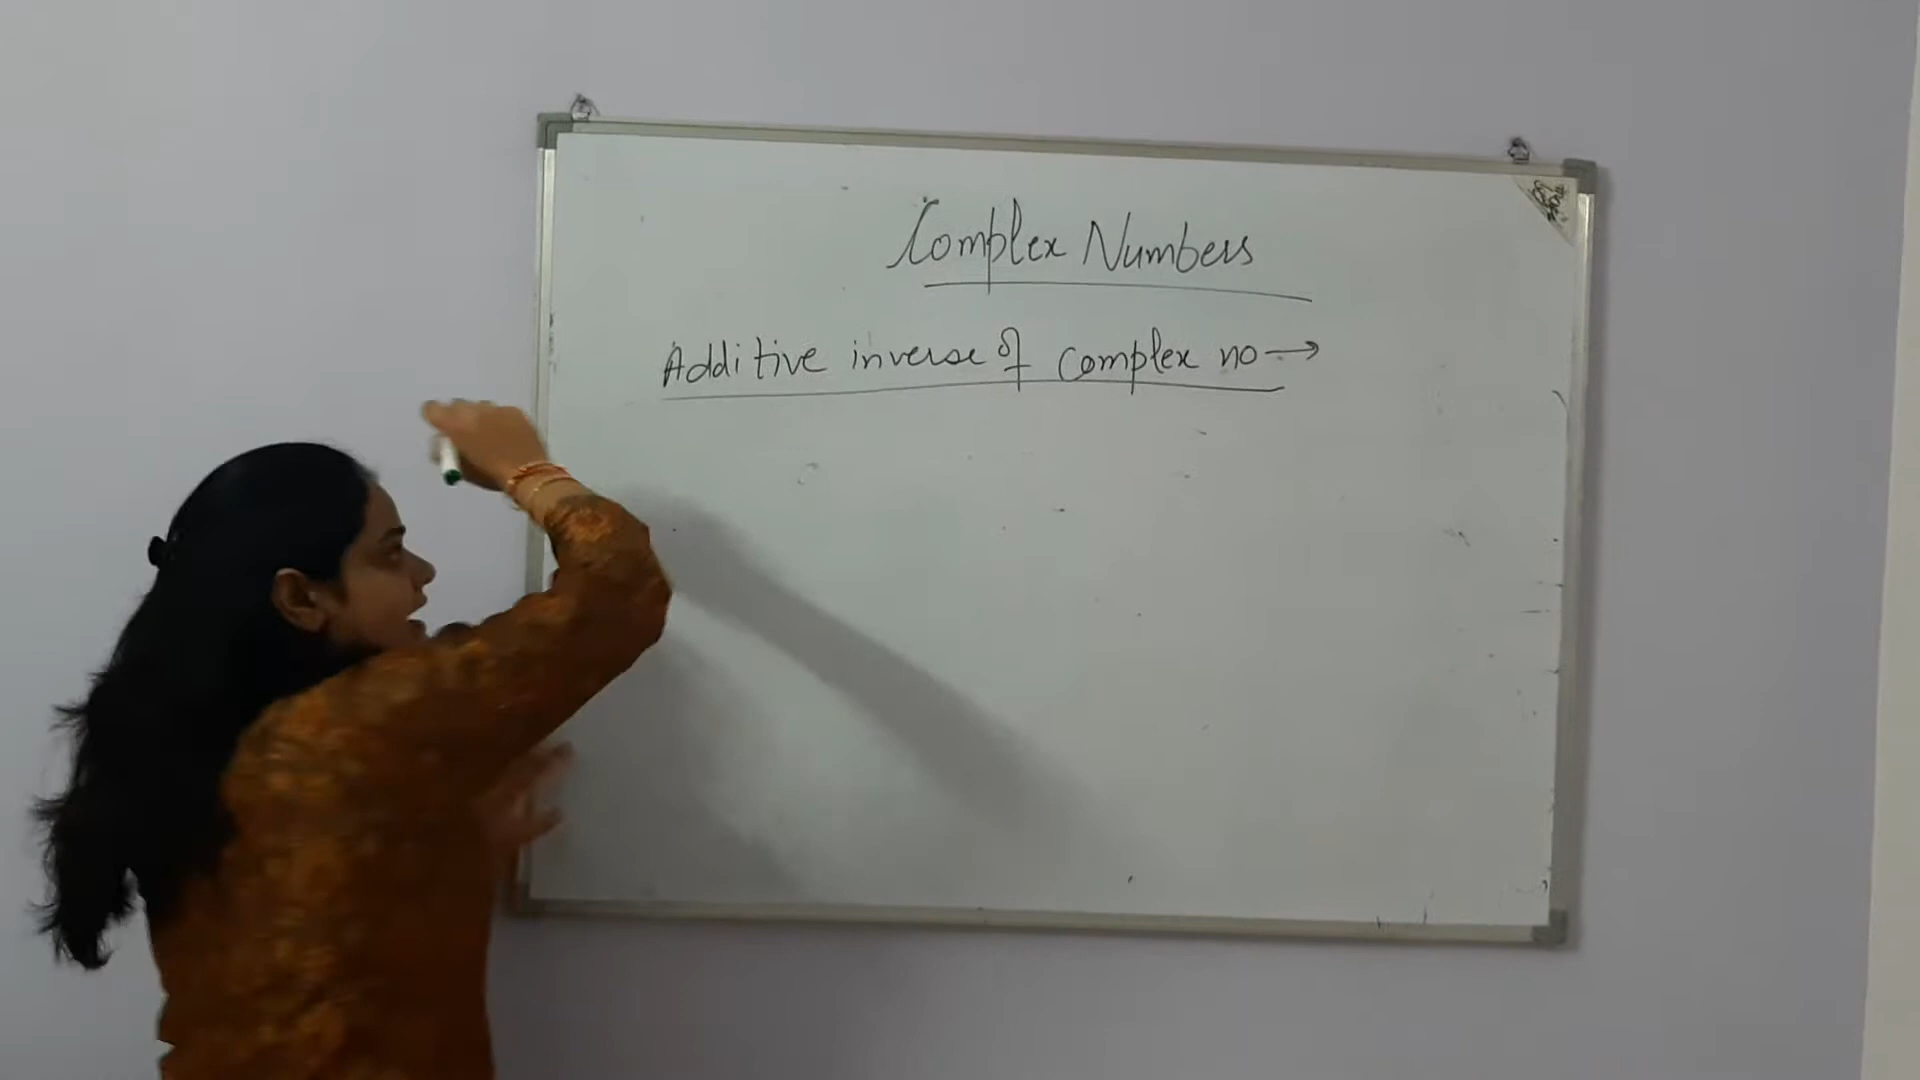 Complex Numbers
Additive inverse of complex no →